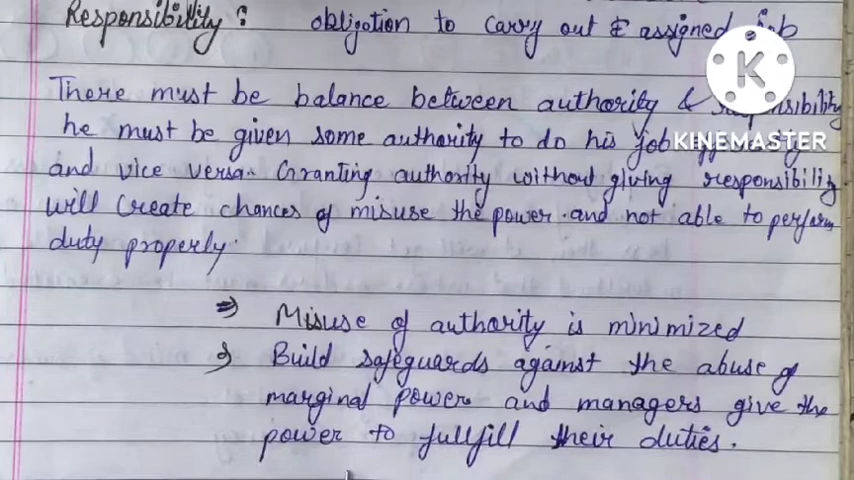 Responsibility : obligation to carry out & assigned job
There must be balance between authority & responsibility
he must be given some authority to do his job
and vice versa. Granting authority without giving responsibility
will create chances of misuse the power. and not able to perform
duty properly.
⇒ Misuse of authority is minimized
⇒ Build safeguards against the abuse of
marginal power and managers give the
power to fullfill their duties.
K
KINEMASTER